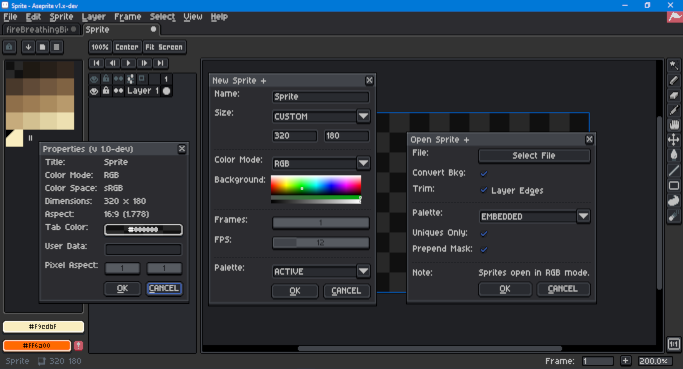 Sprite - Aseprite v1.x-dev
File Edit Sprite Layer Frame Select View Help
Sprite
100% Center Fit Screen
1
Layer 1
New Sprite +
Name: Sprite
Size: CUSTOM
320 180
Color Mode: RGB
Background:
Frames: 1
FPS: 12
Palette: ACTIVE
OK CANCEL
Open Sprite +
File: Select File
Convert Bkg:
Trim: Layer Edges
Palette: EMBEDDED
Uniques Only:
Prepend Mask:
Note: Sprites open in RGB mode.
OK CANCEL
Properties (v 1.0-dev)
Title: Sprite
Color Mode: RGB
Color Space: sRGB
Dimensions: 320 x 180
Aspect: 16:9 (1.778)
Tab Color: #000000
User Data:
Pixel Aspect: 1 1
OK CANCEL
#ff6a00
1:1
Sprite 320 180
Frame: 1 + 200.0%